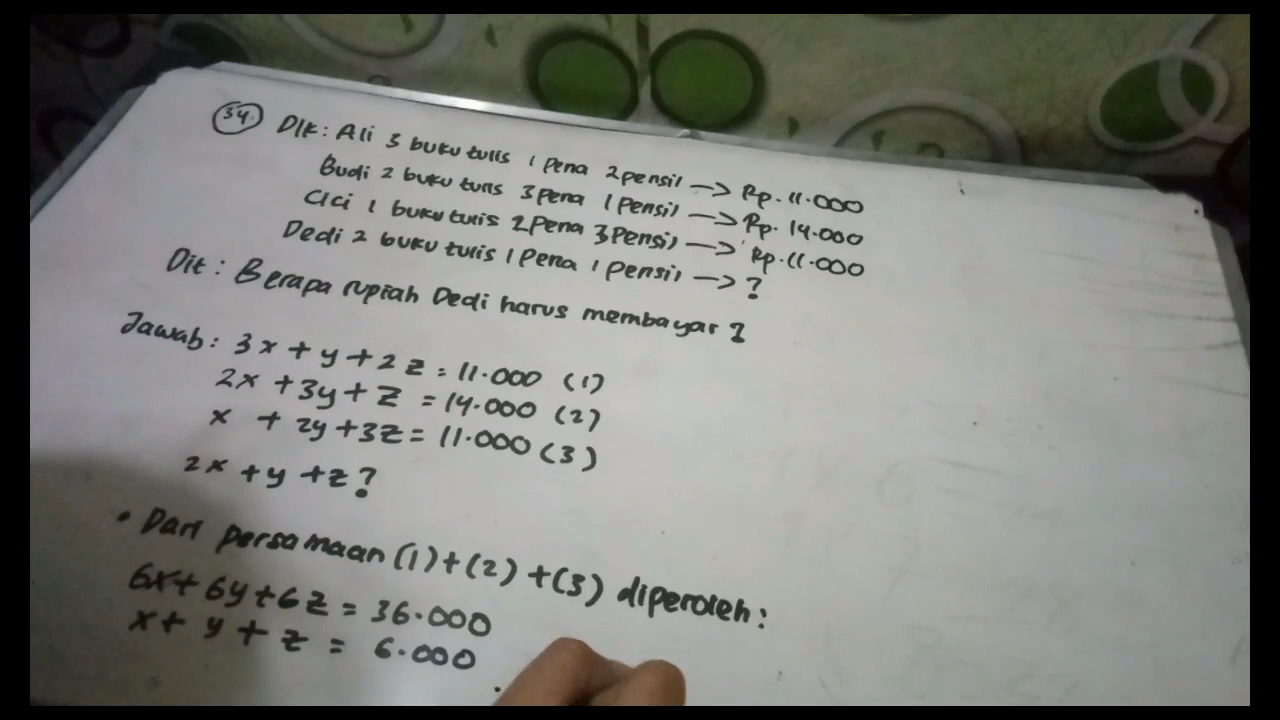 34. Dik: Ali 3 buku tulis 1 pena 2 pensil —> Rp. 11.000
Budi 2 buku tulis 3 pena 1 pensil —> Rp. 14.000
Cici 1 buku tulis 2 pena 3 pensil —> Rp. 11.000
Dedi 2 buku tulis 1 pena 1 pensil —> ?
Dit: Berapa rupiah Dedi harus membayar ?
Jawab: 3x + y + 2z = 11.000 (1)
2x + 3y + z = 14.000 (2)
x + 2y + 3z = 11.000 (3)
2x + y + z ?
• Dari persamaan (1) + (2) + (3) diperoleh:
6x + 6y + 6z = 36.000
x + y + z = 6.000